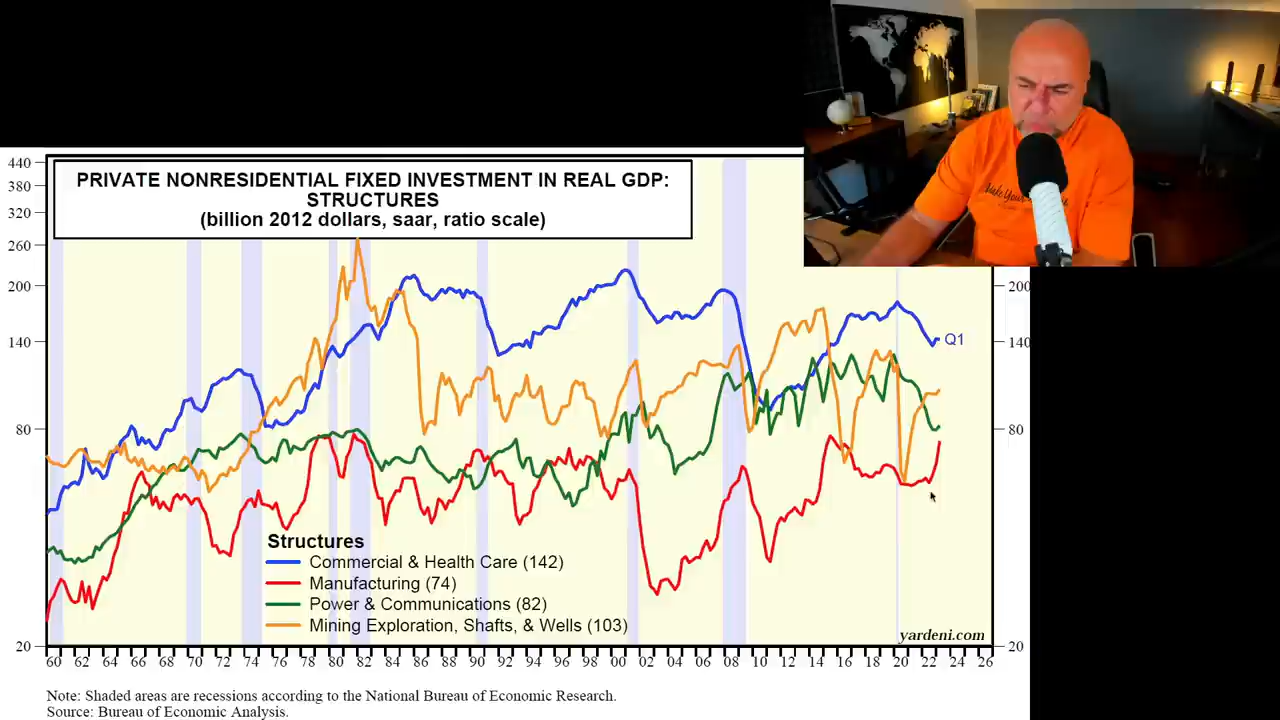 PRIVATE NONRESIDENTIAL FIXED INVESTMENT IN REAL GDP:
STRUCTURES
(billion 2012 dollars, saar, ratio scale)
440
380
320
260
200
140
80
20
200
140
80
20
Q1
Structures
Commercial & Health Care (142)
Manufacturing (74)
Power & Communications (82)
Mining Exploration, Shafts, & Wells (103)
yardeni.com
60 62 64 66 68 70 72 74 76 78 80 82 84 86 88 90 92 94 96 98 00 02 04 06 08 10 12 14 16 18 20 22 24 26
Note: Shaded areas are recessions according to the National Bureau of Economic Research.
Source: Bureau of Economic Analysis.
Make Your